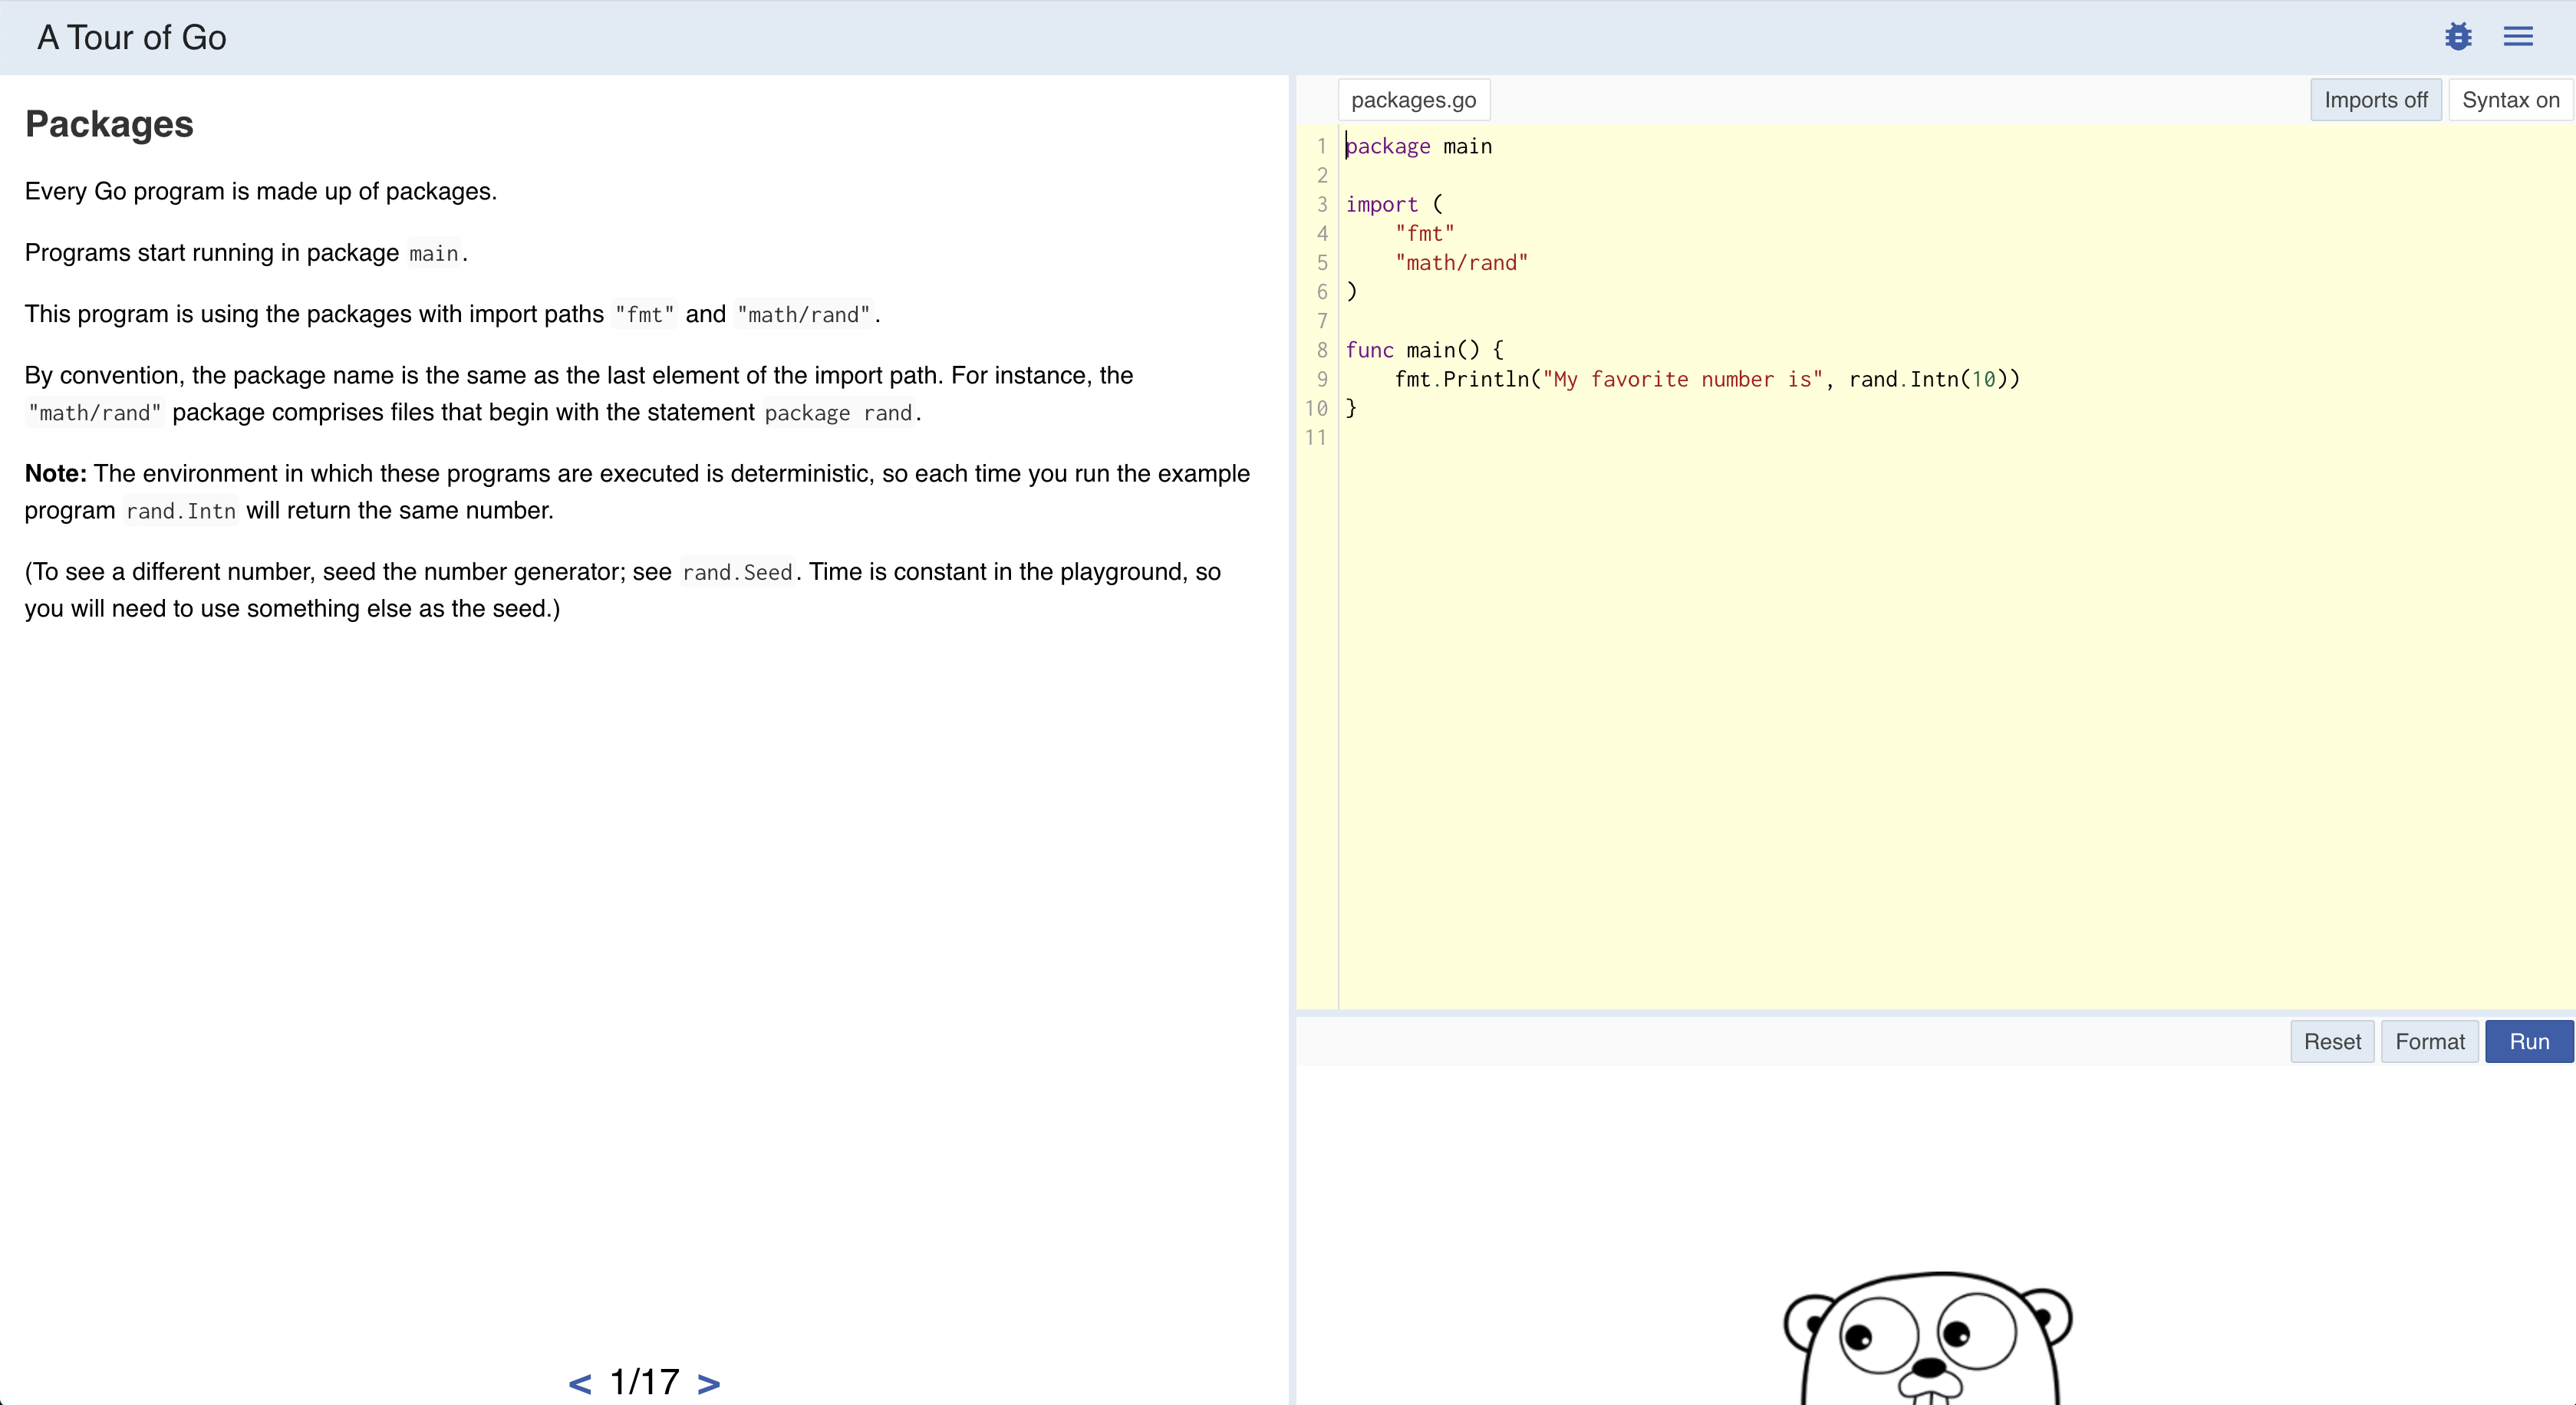 A Tour of Go
Packages
Every Go program is made up of packages.
Programs start running in package main.
This program is using the packages with import paths "fmt" and "math/rand".
By convention, the package name is the same as the last element of the import path. For instance, the
"math/rand" package comprises files that begin with the statement package rand.
Note: The environment in which these programs are executed is deterministic, so each time you run the example
program rand.Intn will return the same number.
(To see a different number, seed the number generator; see rand.Seed. Time is constant in the playground, so
you will need to use something else as the seed.)
< 1/17 >
packages.go
Imports off
Syntax on
1 package main
2
3 import (
4     "fmt"
5     "math/rand"
6 )
7
8 func main() {
9     fmt.Println("My favorite number is", rand.Intn(10))
10 }
11
Reset
Format
Run